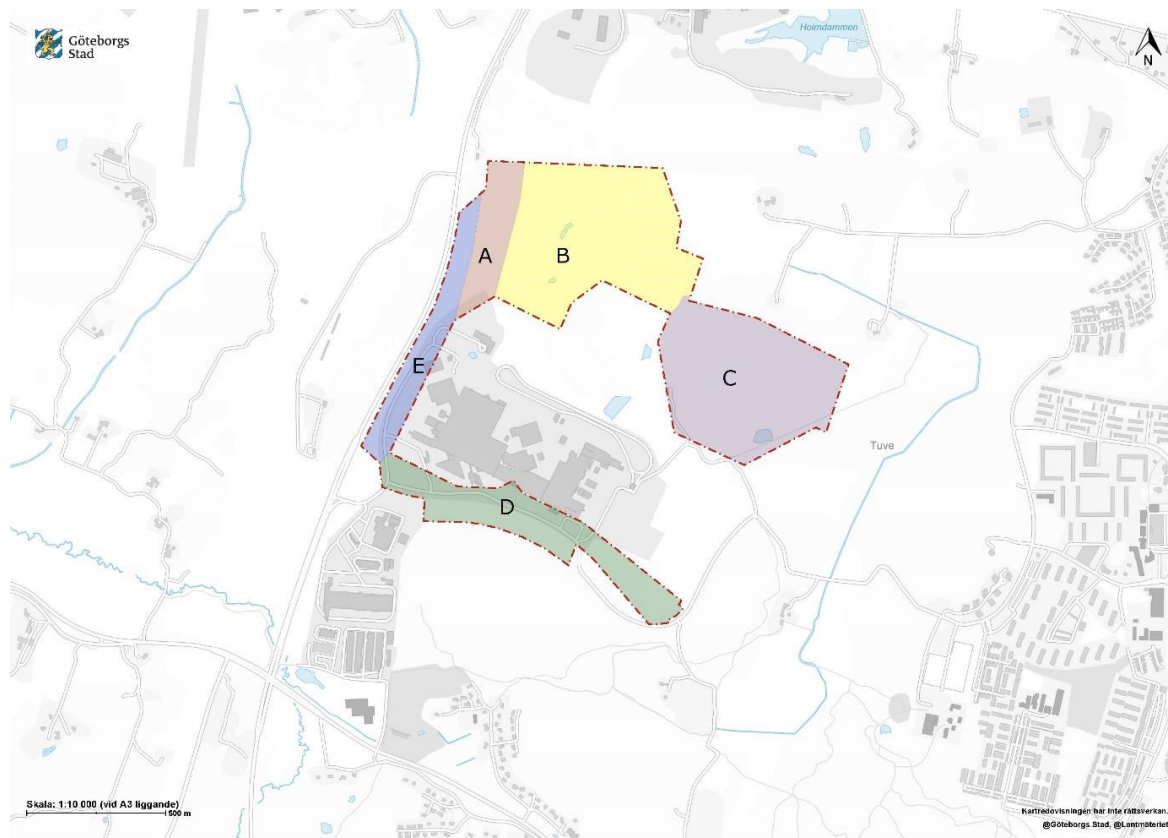 Göteborgs
Stad
Holmdammen
N
A
B
E
C
Tuve
D
Skala: 1:10 000 (vid A3 liggande)
500 m
Kartredovisningen har inte rättsverkan.
@Göteborgs Stad, @Lantmäteriet